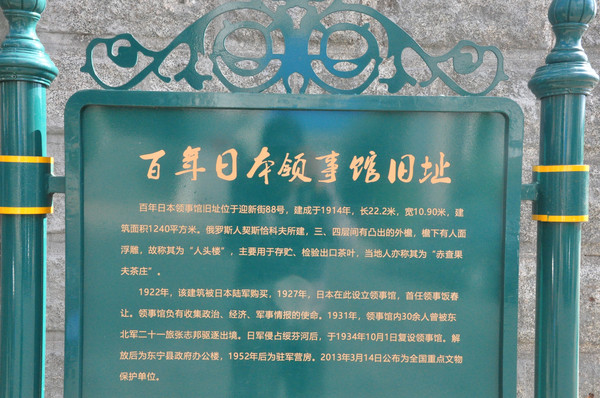 百年日本领事馆旧址
百年日本领事馆旧址位于迎新街88号，建成于1914年，长22.2米，宽10.90米，建
筑面积1240平方米。俄罗斯人契斯恰科夫所建，三、四层间有凸出的外檐，檐下有人面
浮雕，故称其为“人头楼”，主要用于存贮、检验出口茶叶，当地人亦称其为“赤查果
夫茶庄”。
1922年，该建筑被日本陆军购买，1927年，日本在此设立领事馆，首任领事饭春
让。领事馆负有收集政治、经济、军事情报的使命。1931年，领事馆内30余人曾被东
北军二十一旅张志邦驱逐出境。日军侵占绥芬河后，于1934年10月1日复设领事馆。解
放后为东宁县政府办公楼，1952年后为驻军营房。2013年3月14日公布为全国重点文物
保护单位。